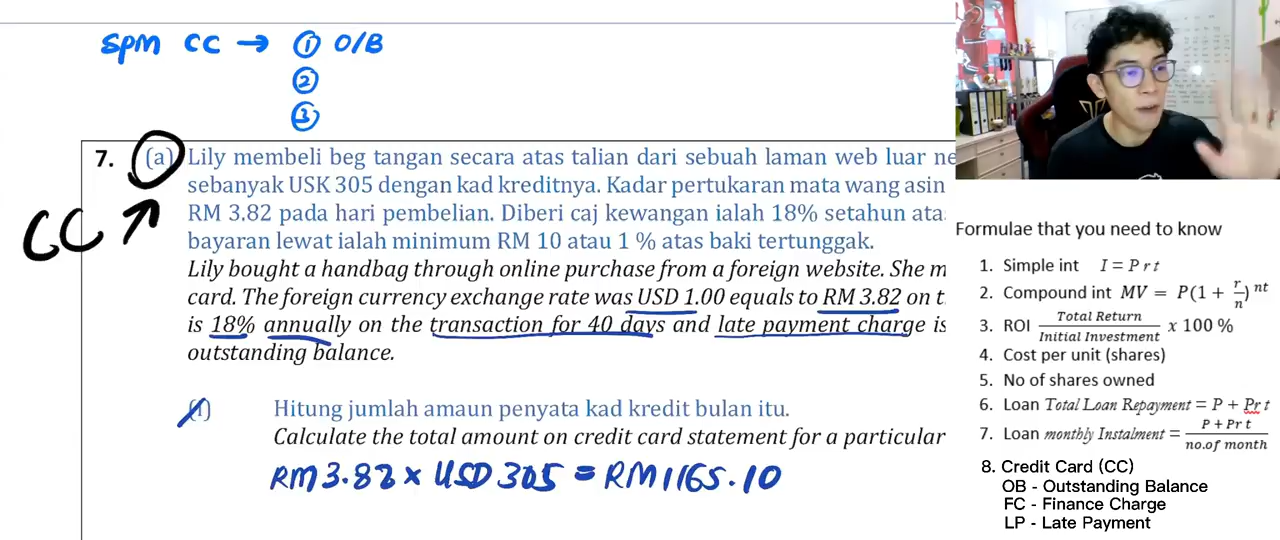 spm CC → ① O/B
②
③
7. (a) Lily membeli beg tangan secara atas talian dari sebuah laman web luar ne
sebanyak USK 305 dengan kad kreditnya. Kadar pertukaran mata wang asin
RM 3.82 pada hari pembelian. Diberi caj kewangan ialah 18% setahun ata
CC ↗
bayaran lewat ialah minimum RM 10 atau 1 % atas baki tertunggak.
Lily bought a handbag through online purchase from a foreign website. She m
card. The foreign currency exchange rate was USD 1.00 equals to RM 3.82 on t
is 18% annually on the transaction for 40 days and late payment charge is
outstanding balance.
(i) Hitung jumlah amaun penyata kad kredit bulan itu.
Calculate the total amount on credit card statement for a particular
RM 3.82 × USD 305 = RM 1165.10
Formulae that you need to know
1. Simple int I = P r t
2. Compound int MV = P(1 + r/n)^nt
3. ROI Total Return / Initial Investment x 100 %
4. Cost per unit (shares)
5. No of shares owned
6. Loan Total Loan Repayment = P + Pr t
7. Loan monthly Instalment = P + Pr t / no.of month
8. Credit Card (CC)
OB - Outstanding Balance
FC - Finance Charge
LP - Late Payment